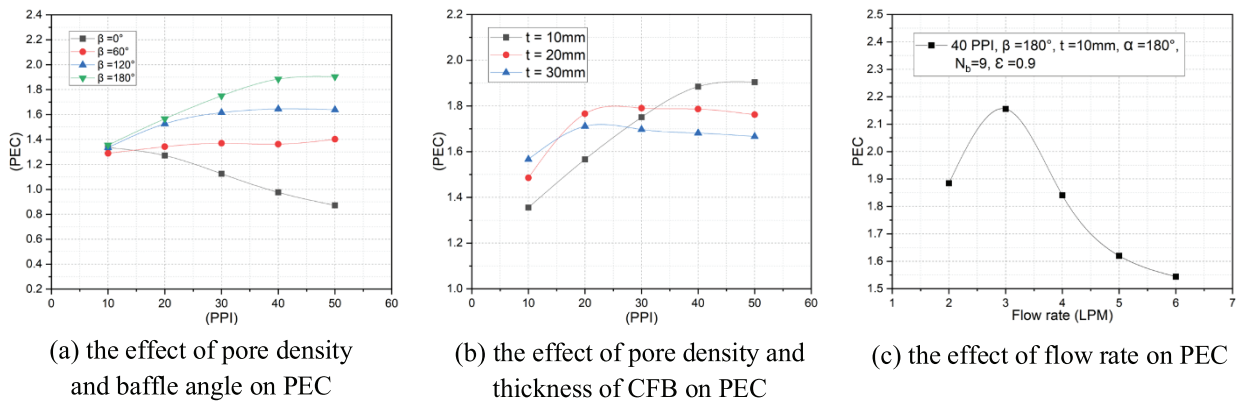 2.4
2.2
2.0
1.8
1.6
1.4
1.2
1.0
0.8
0.6
0.4
0.2
(PEC)
β =0°
β =60°
β =120°
β =180°
0 10 20 30 40 50 60
(PPI)
(a) the effect of pore density
and baffle angle on PEC
2.2
2.0
1.8
1.6
1.4
1.2
1.0
(PEC)
t = 10mm
t = 20mm
t = 30mm
0 10 20 30 40 50 60
(PPI)
(b) the effect of pore density and
thickness of CFB on PEC
2.5
2.4
2.3
2.2
2.1
2.0
1.9
1.8
1.7
1.6
1.5
PEC
40 PPI, β =180°, t =10mm, α =180°,
N_b=9, Ɛ =0.9
1 2 3 4 5 6 7
Flow rate (LPM)
(c) the effect of flow rate on PEC